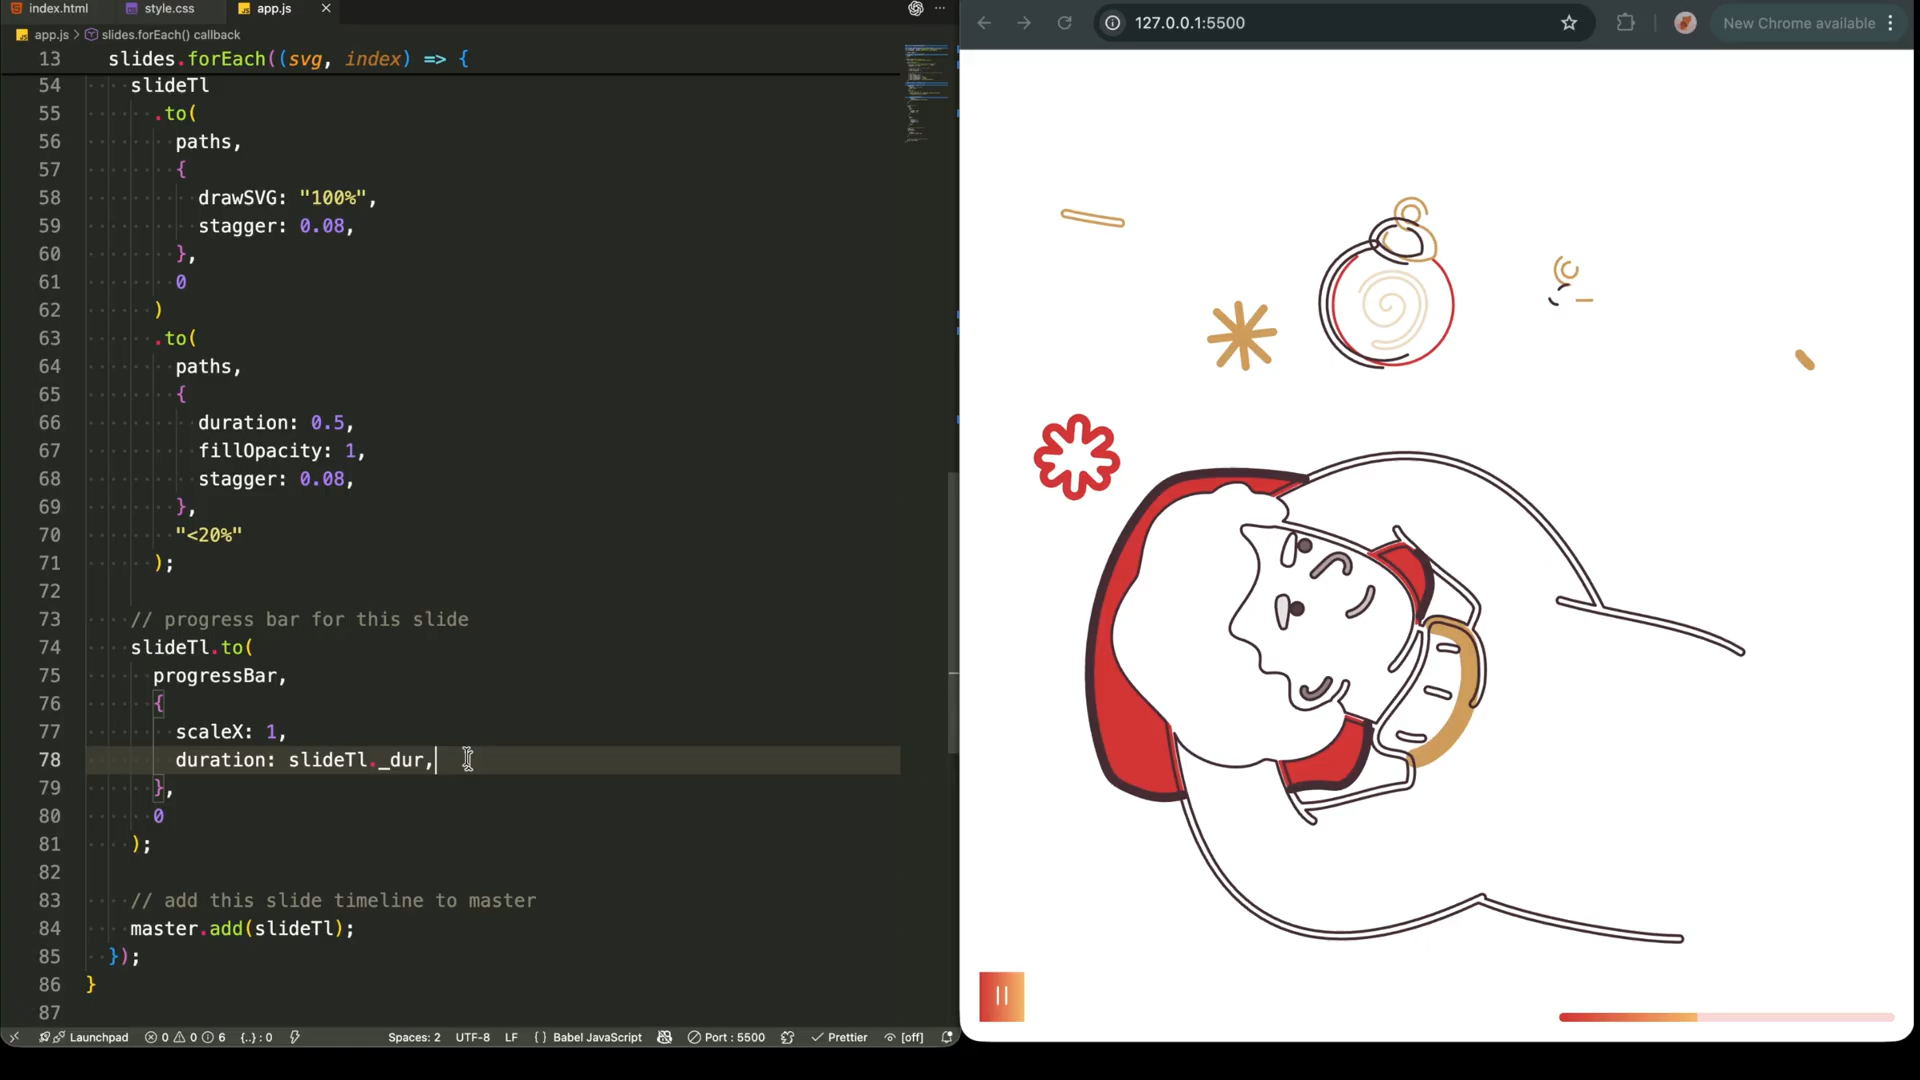 index.html style.css app.js
app.js > slides.forEach() callback
13 slides.forEach((svg, index) => {
54 slideTl
55 .to(
56 paths,
57 {
58 drawSVG: "100%",
59 stagger: 0.08,
60 },
61 0
62 )
63 .to(
64 paths,
65 {
66 duration: 0.5,
67 fillOpacity: 1,
68 stagger: 0.08,
69 },
70 "<20%"
71 );
72
73 // progress bar for this slide
74 slideTl.to(
75 progressBar,
76 {
77 scaleX: 1,
78 duration: slideTl._dur,
79 },
80 0
81 );
82
83 // add this slide timeline to master
84 master.add(slideTl);
85 });
86 }
87
Launchpad 0 0 6 {..} : 0 Spaces: 2 UTF-8 LF { } Babel JavaScript Port : 5500 Prettier [off]
127.0.0.1:5500 New Chrome available